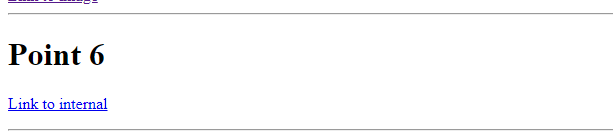 Point 6
Link to internal